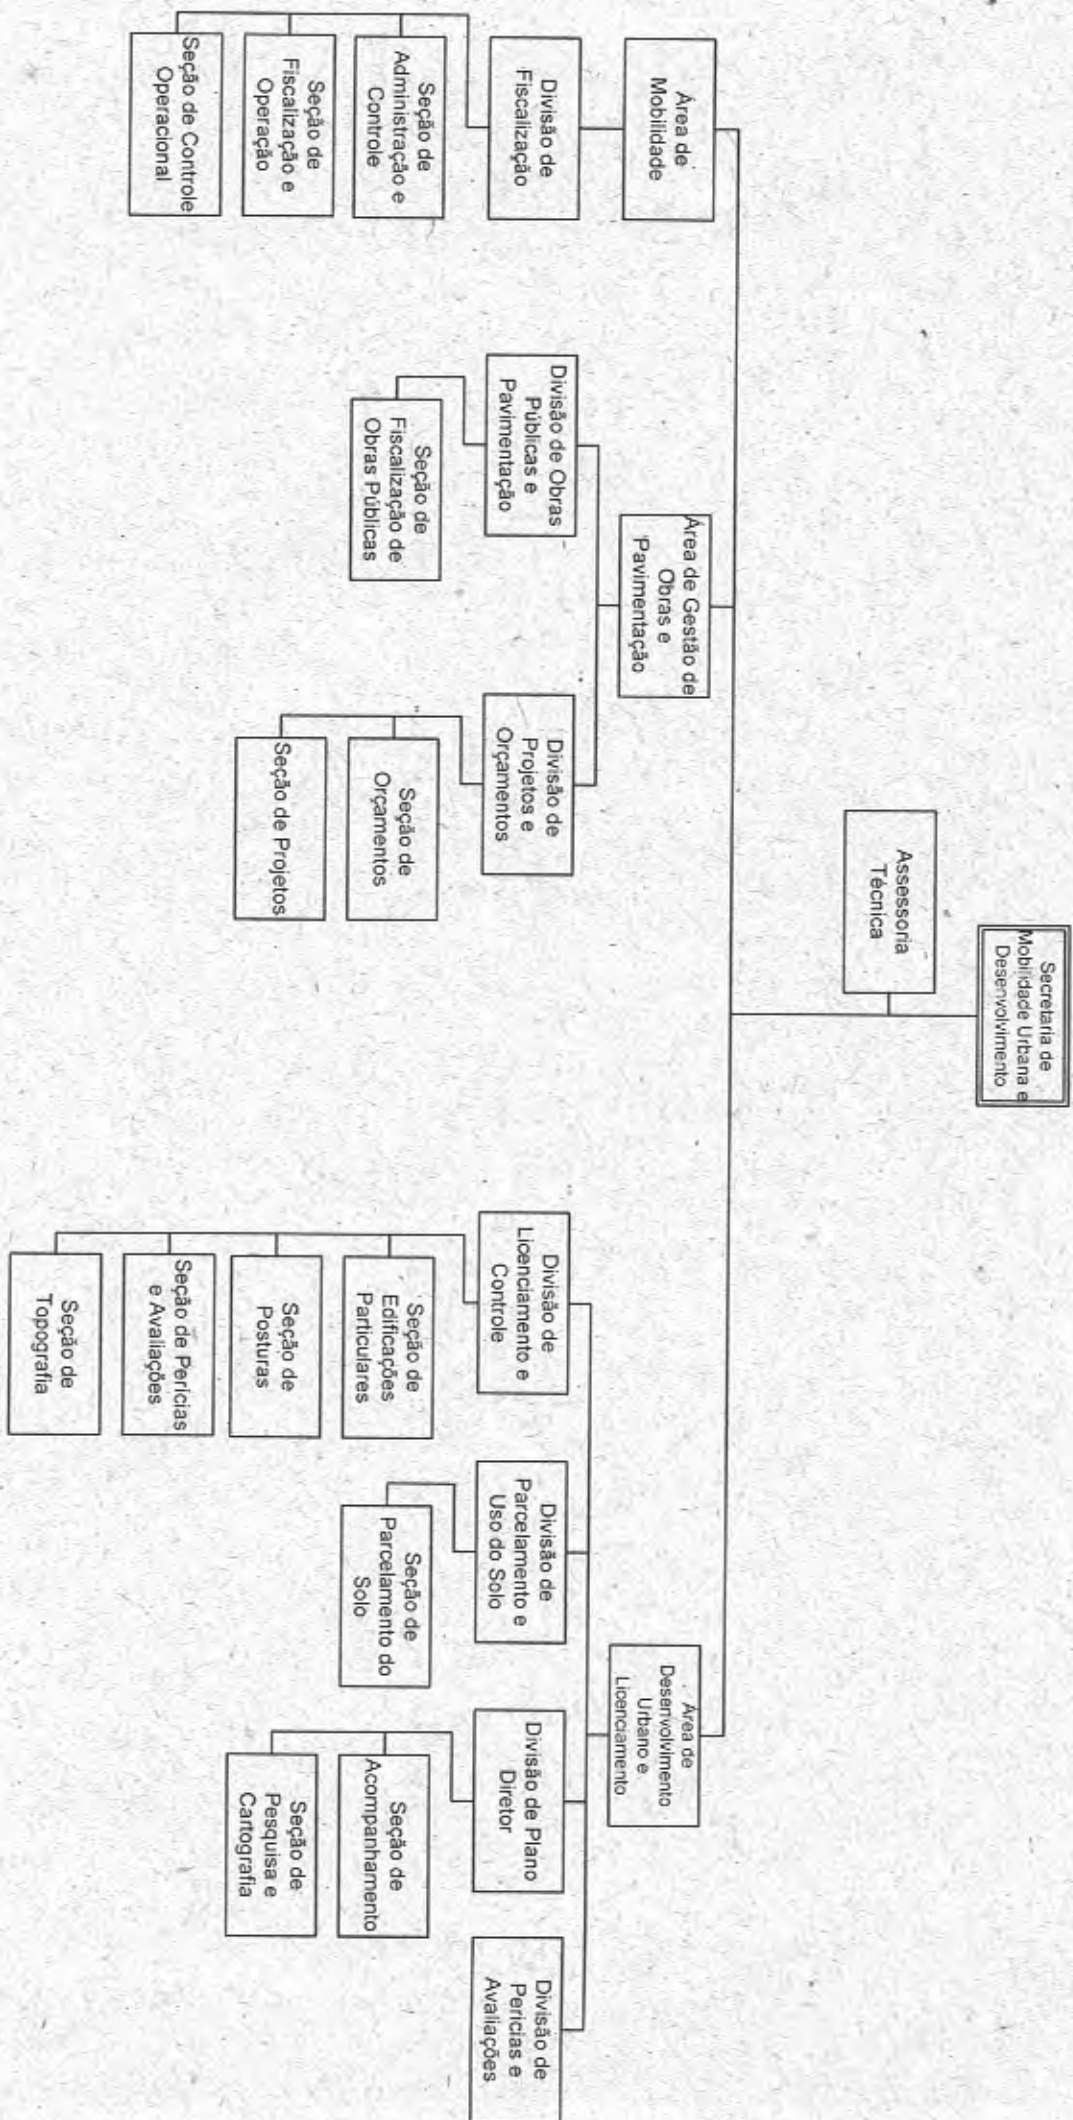 Secretaria de
Mobilidade Urbana e
Desenvolvimento
Assessoria
Técnica
Área de
Mobilidade
Divisão de
Fiscalização
Seção de
Administração e
Controle
Seção de
Fiscalização e
Operação
Seção de Controle
Operacional
Área de Gestão de
Obras e
Pavimentação
Divisão de Obras
Públicas e
Pavimentação
Seção de
Fiscalização de
Obras Públicas
Divisão de
Projetos e
Orçamentos
Seção de
Orçamentos
Seção de Projetos
Área de
Desenvolvimento
Urbano e
Licenciamento
Divisão de
Licenciamento e
Controle
Seção de
Edificações
Particulares
Seção de
Posturas
Seção de Perícias
e Avaliações
Seção de
Topografia
Divisão de
Parcelamento e
Uso do Solo
Seção de
Parcelamento do
Solo
Divisão de Plano
Diretor
Seção de
Acompanhamento
Seção de
Pesquisa e
Cartografia
Divisão de
Perícias e
Avaliações